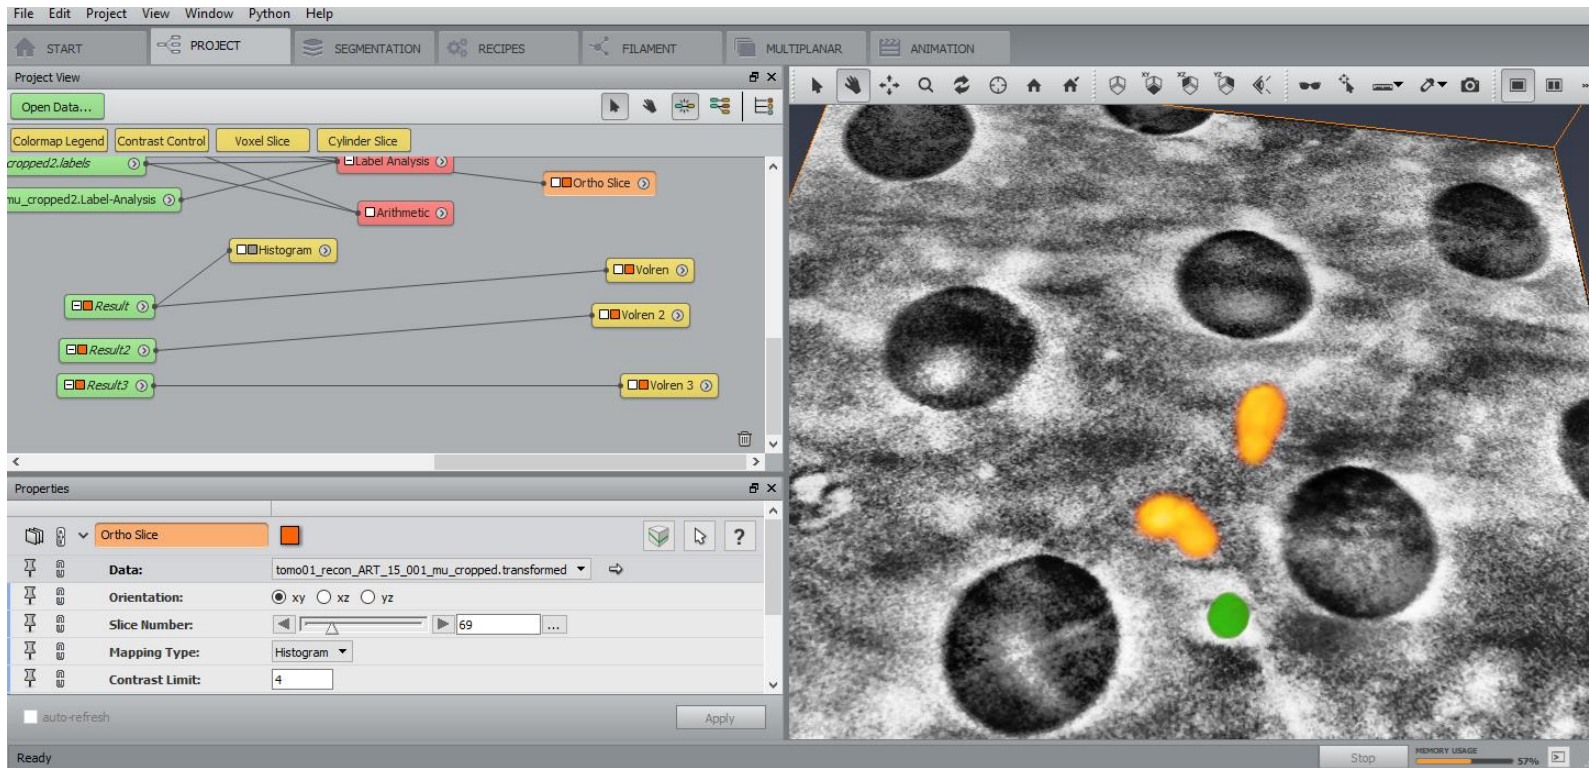 File Edit Project View Window Python Help
START PROJECT SEGMENTATION RECIPES FILAMENT MULTIPLANAR ANIMATION
Project View
Open Data...
Colormap Legend Contrast Control Voxel Slice Cylinder Slice
cropped2.labels Label Analysis
Ortho Slice
mu_cropped2.Label-Analysis
Arithmetic
Histogram
Volren
Result
Volren 2
Result2
Result3 Volren 3
XY XZ YZ
Properties
Ortho Slice ?
Data: tomo01_recon_ART_15_001_mu_cropped.transformed
Orientation: xy xz yz
Slice Number: 69 ...
Mapping Type: Histogram
Contrast Limit: 4
auto-refresh Apply
Ready Stop MEMORY USAGE 57%